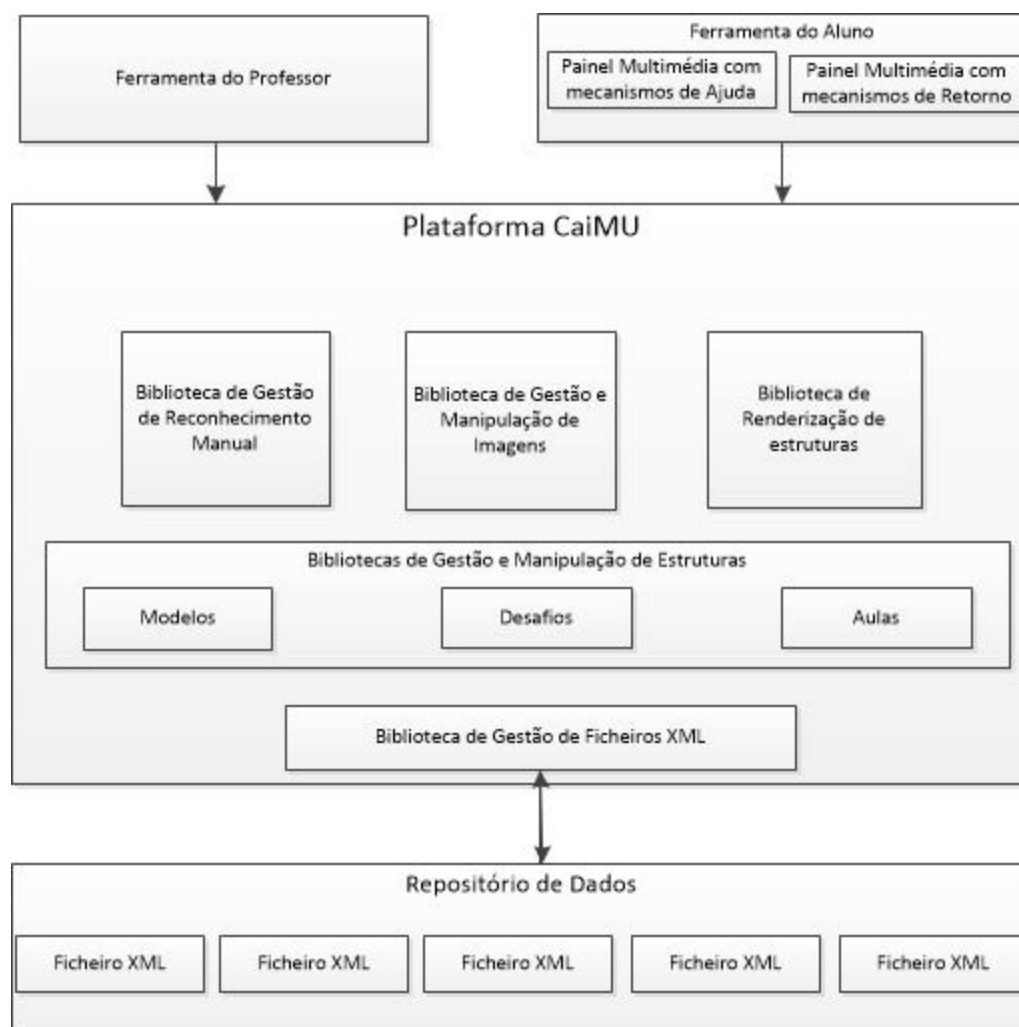 Ferramenta do Professor
Ferramenta do Aluno
Painel Multimédia com
mecanismos de Ajuda
Painel Multimédia com
mecanismos de Retorno
Plataforma CaiMU
Biblioteca de Gestão
de Reconhecimento
Manual
Biblioteca de Gestão e
Manipulação de
Imagens
Biblioteca de
Renderização de
estruturas
Bibliotecas de Gestão e Manipulação de Estruturas
Modelos
Desafios
Aulas
Biblioteca de Gestão de Ficheiros XML
Repositório de Dados
Ficheiro XML
Ficheiro XML
Ficheiro XML
Ficheiro XML
Ficheiro XML